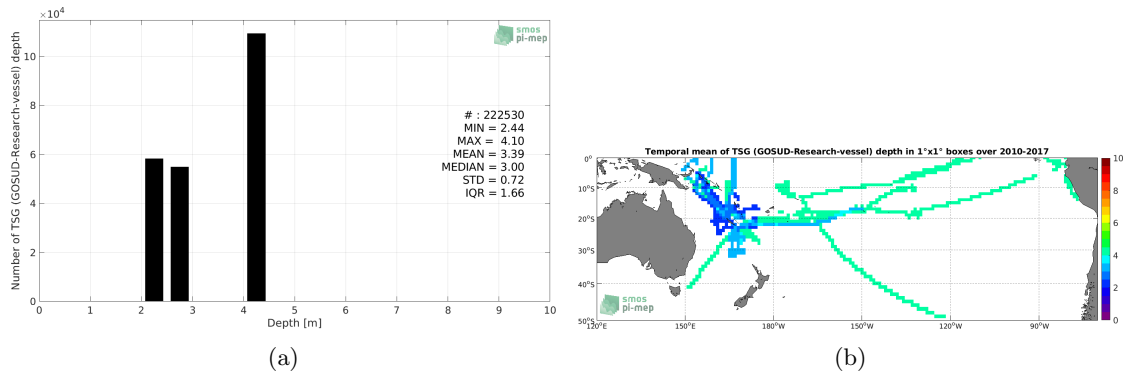 ×10⁴
smos
pi-mep
Number of TSG (GOSUD-Research-vessel) depth
10
8
6
4
2
0
# : 222530
MIN = 2.44
MAX = 4.10
MEAN = 3.39
MEDIAN = 3.00
STD = 0.72
IQR = 1.66
0 1 2 3 4 5 6 7 8 9 10
Depth [m]
(a)
Temporal mean of TSG (GOSUD-Research-vessel) depth in 1°x1° boxes over 2010-2017
0°
10°S
20°S
30°S
40°S
50°S
smos
pi-mep
120°E 150°E 180°W 150°W 120°W 90°W
10
8
6
4
2
0
(b)